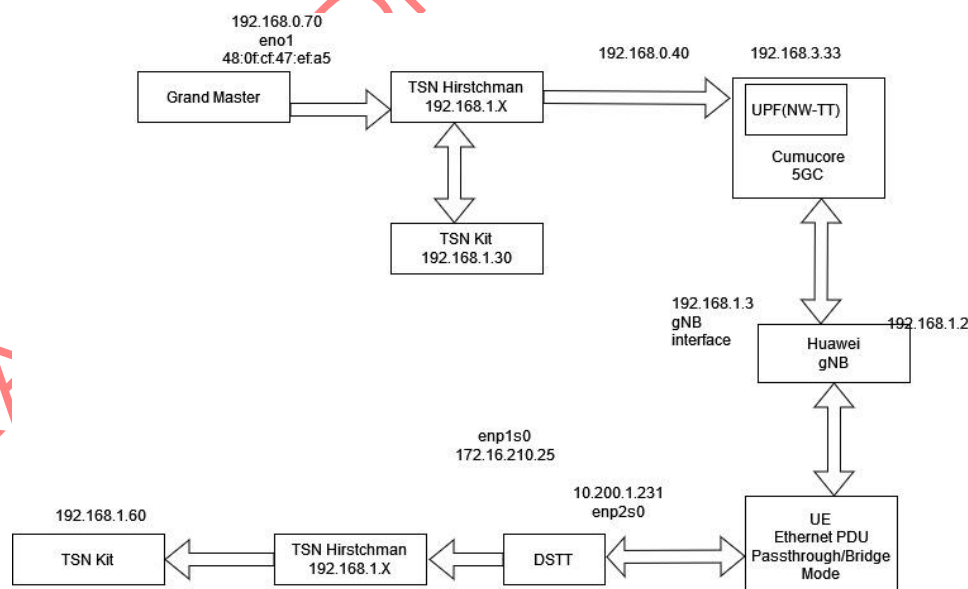 192.168.0.70
eno1
48:0f:cf:47:ef:a5
Grand Master
TSN Hirstchman
192.168.1.X
192.168.0.40
192.168.3.33
UPF(NW-TT)
Cumucore
5GC
TSN Kit
192.168.1.30
192.168.1.3
gNB
interface
192.168.1.2
Huawei
gNB
enp1s0
172.16.210.25
10.200.1.231
enp2s0
192.168.1.60
TSN Kit
TSN Hirstchman
192.168.1.X
DSTT
UE
Ethernet PDU
Passthrough/Bridge
Mode